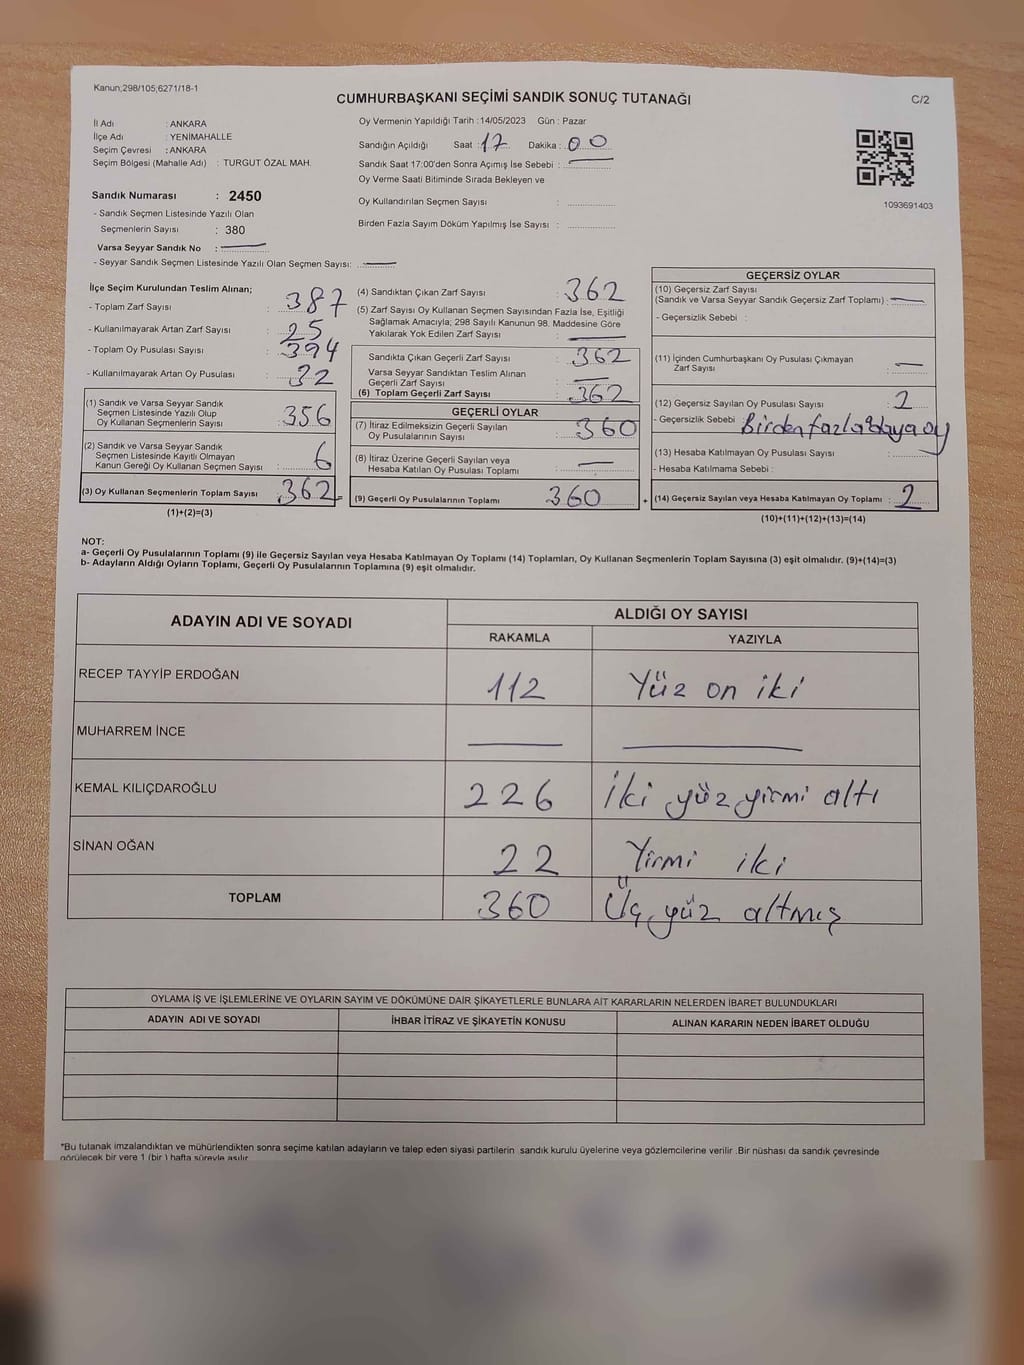 Kanun;298/105;6271/18-1
CUMHURBAŞKANI SEÇİMİ SANDIK SONUÇ TUTANAĞI
C/2
İl Adı : ANKARA
İlçe Adı : YENİMAHALLE
Seçim Çevresi : ANKARA
Seçim Bölgesi (Mahalle Adı) : TURGUT ÖZAL MAH.
Sandık Numarası : 2450
- Sandık Seçmen Listesinde Yazılı Olan
Seçmenlerin Sayısı : 380
Varsa Seyyar Sandık No :
- Seyyar Sandık Seçmen Listesinde Yazılı Olan Seçmen Sayısı:
Oy Vermenin Yapıldığı Tarih :14/05/2023 Gün : Pazar
Sandığın Açıldığı Saat : 17 Dakika : 00
Sandık Saat 17:00'den Sonra Açımış İse Sebebi :
Oy Verme Saati Bitiminde Sırada Bekleyen ve
Oy Kullandırılan Seçmen Sayısı :
Birden Fazla Sayım Döküm Yapılmış İse Sayısı :
1093691403
İlçe Seçim Kurulundan Teslim Alınan;
- Toplam Zarf Sayısı : 387
- Kullanılmayarak Artan Zarf Sayısı : 25
- Toplam Oy Pusulası Sayısı : 394
- Kullanılmayarak Artan Oy Pusulası : 32
(1) Sandık ve Varsa Seyyar Sandık
Seçmen Listesinde Yazılı Olup
Oy Kullanan Seçmenlerin Sayısı : 356
(2) Sandık ve Varsa Seyyar Sandık
Seçmen Listesinde Kayıtlı Olmayan
Kanun Gereği Oy Kullanan Seçmen Sayısı : 6
(3) Oy Kullanan Seçmenlerin Toplam Sayısı : 362
(1)+(2)=(3)
(4) Sandıktan Çıkan Zarf Sayısı : 362
(5) Zarf Sayısı Oy Kullanan Seçmen Sayısından Fazla İse, Eşitliği
Sağlamak Amacıyla; 298 Sayılı Kanunun 98. Maddesine Göre
Yakılarak Yok Edilen Zarf Sayısı :
Sandıkta Çıkan Geçerli Zarf Sayısı : 362
Varsa Seyyar Sandıktan Teslim Alınan
Geçerli Zarf Sayısı :
(6) Toplam Geçerli Zarf Sayısı : 362
GEÇERLİ OYLAR
(7) İtiraz Edilmeksizin Geçerli Sayılan
Oy Pusulalarının Sayısı : 360
(8) İtiraz Üzerine Geçerli Sayılan veya
Hesaba Katılan Oy Pusulası Toplamı :
(9) Geçerli Oy Pusulalarının Toplamı 360
GEÇERSİZ OYLAR
(10) Geçersiz Zarf Sayısı
(Sandık ve Varsa Seyyar Sandık Geçersiz Zarf Toplamı) :
- Geçersizlik Sebebi :
(11) İçinden Cumhurbaşkanı Oy Pusulası Çıkmayan
Zarf Sayısı :
(12) Geçersiz Sayılan Oy Pusulası Sayısı : 2
- Geçersizlik Sebebi : Birden fazla adaya oy
(13) Hesaba Katılmayan Oy Pusulası Sayısı :
- Hesaba Katılmama Sebebi :
+ (14) Geçersiz Sayılan veya Hesaba Katılmayan Oy Toplamı : 2
(10)+(11)+(12)+(13)=(14)
NOT:
a- Geçerli Oy Pusulalarının Toplamı (9) ile Geçersiz Sayılan veya Hesaba Katılmayan Oy Toplamı (14) Toplamları, Oy Kullanan Seçmenlerin Toplam Sayısına (3) eşit olmalıdır. (9)+(14)=(3)
b- Adayların Aldığı Oyların Toplamı, Geçerli Oy Pusulalarının Toplamına (9) eşit olmalıdır.
ADAYIN ADI VE SOYADI
ALDIĞI OY SAYISI
RAKAMLA YAZIYLA
RECEP TAYYİP ERDOĞAN 112 Yüz on iki
MUHARREM İNCE
KEMAL KILIÇDAROĞLU 226 İki yüz yirmi altı
SİNAN OĞAN 22 Yirmi iki
TOPLAM 360 Üç yüz altmış
OYLAMA İŞ VE İŞLEMLERİNE VE OYLARIN SAYIM VE DÖKÜMÜNE DAİR ŞİKAYETLERLE BUNLARA AİT KARARLARIN NELERDEN İBARET BULUNDUKLARI
ADAYIN ADI VE SOYADI İHBAR İTİRAZ VE ŞİKAYETİN KONUSU ALINAN KARARIN NEDEN İBARET OLDUĞU
*Bu tutanak imzalandıktan ve mühürlendikten sonra seçime katılan adayların ve talep eden siyasi partilerin sandık kurulu üyelerine veya gözlemcilerine verilir .Bir nüshası da sandık çevresinde
görülecek bir yere 1 (bir ) hafta süreyle asılır.